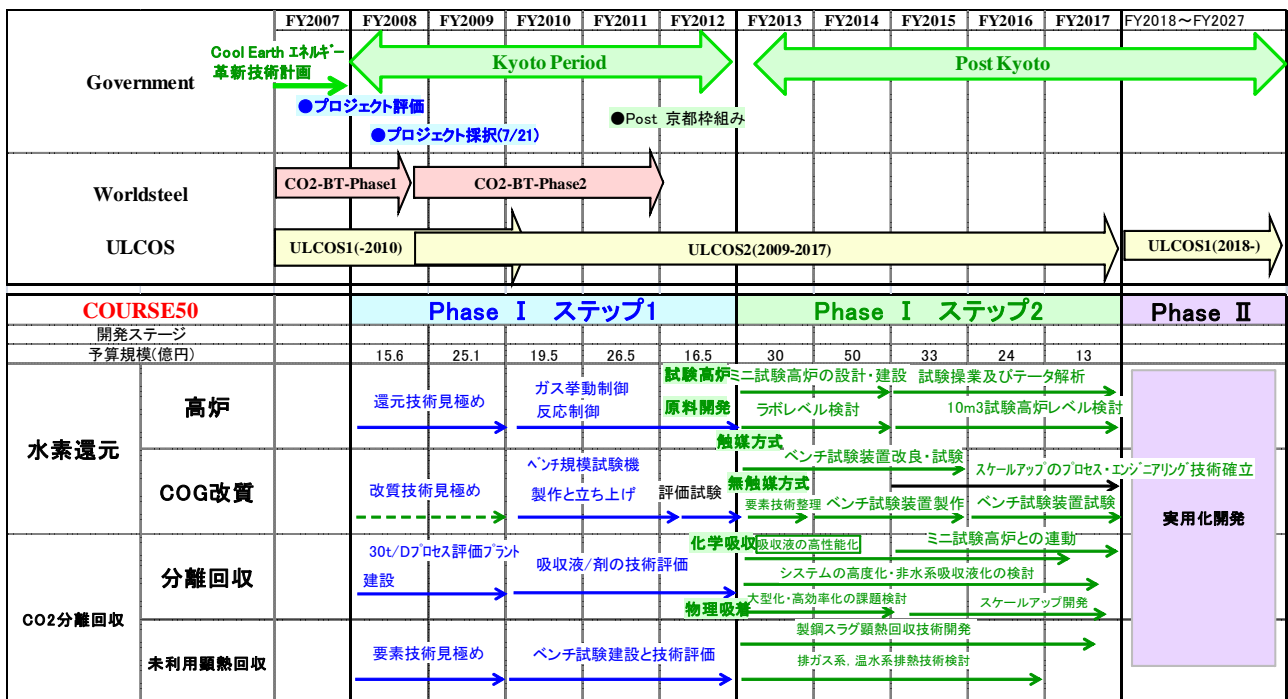 FY2007 FY2008 FY2009 FY2010 FY2011 FY2012 FY2013 FY2014 FY2015 FY2016 FY2017 FY2018～FY2027
Government
Cool Earth エネルギー
革新技術計画
Kyoto Period
Post Kyoto
●プロジェクト評価
●Post 京都枠組み
●プロジェクト採択(7/21)
Worldsteel
CO2-BT-Phase1
CO2-BT-Phase2
ULCOS
ULCOS1(-2010)
ULCOS2(2009-2017)
ULCOS1(2018-)
COURSE50
Phase Ⅰ ステップ1
Phase Ⅰ ステップ2
Phase Ⅱ
開発ステージ
予算規模(億円)
15.6 25.1 19.5 26.5 16.5 30 50 33 24 13
水素還元
高炉
還元技術見極め
ガス挙動制御
反応制御
試験高炉
ミニ試験高炉の設計・建設
試験操業及びテータ解析
原料開発
ラボレベル検討
10m3試験高炉レベル検討
COG改質
改質技術見極め
ベンチ規模試験機
製作と立ち上げ
評価試験
触媒方式
ベンチ試験装置改良・試験
スケールアップのプロセス・エンジニアリング技術確立
無触媒方式
要素技術整理
ベンチ試験装置製作
ベンチ試験装置試験
実用化開発
CO2分離回収
分離回収
30t/Dプロセス評価プラント
建設
吸収液/剤の技術評価
化学吸収
吸収液の高性能化
ミニ試験高炉との連動
システムの高度化・非水系吸収液化の検討
物理吸着
大型化・高効率化の課題検討
スケールアップ開発
未利用顕熱回収
要素技術見極め
ベンチ試験建設と技術評価
製鋼スラグ顕熱回収技術開発
排ガス系, 温水系排熱技術検討